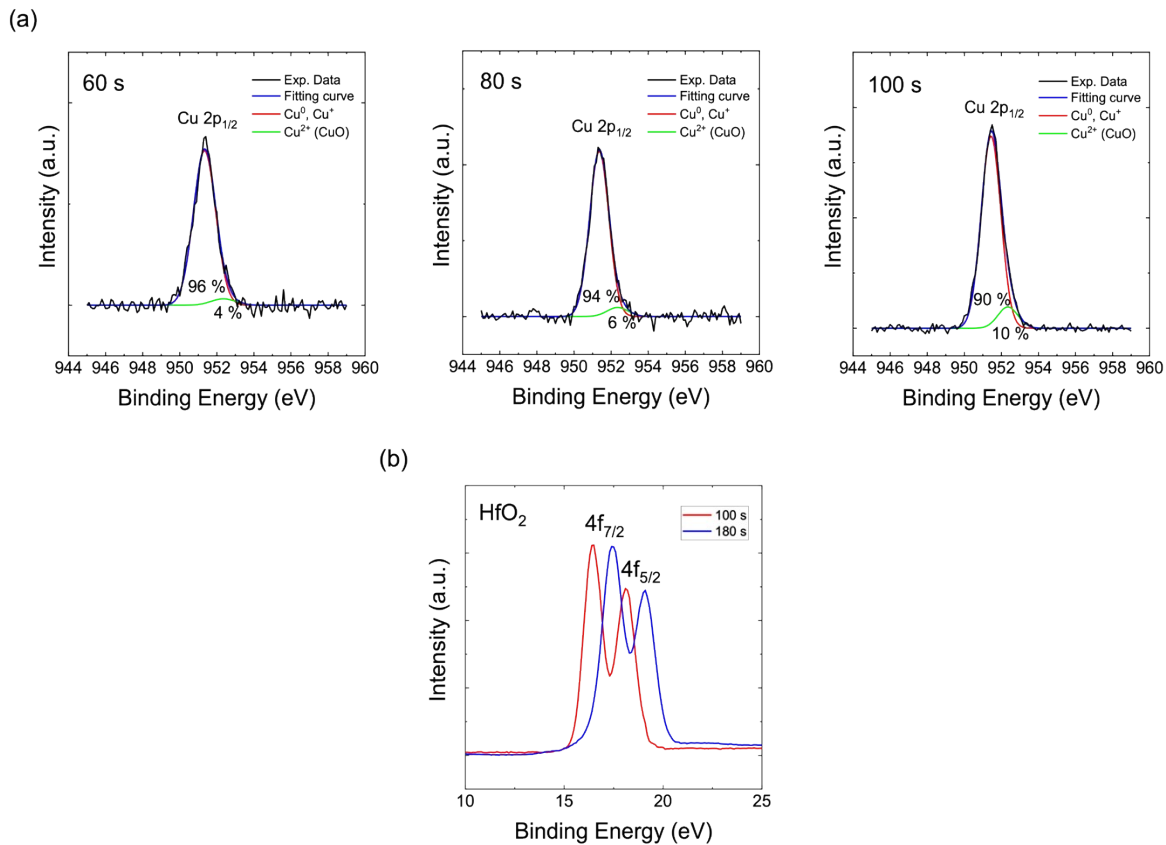 (a)
60 s
Exp. Data
Fitting curve
Cu⁰, Cu⁺
Cu²⁺ (CuO)
Cu 2p₁/₂
96 %
4 %
Intensity (a.u.)
944 946 948 950 952 954 956 958 960
Binding Energy (eV)
80 s
Exp. Data
Fitting curve
Cu⁰, Cu⁺
Cu²⁺ (CuO)
Cu 2p₁/₂
94 %
6 %
Intensity (a.u.)
944 946 948 950 952 954 956 958 960
Binding Energy (eV)
100 s
Exp. Data
Fitting curve
Cu⁰, Cu⁺
Cu²⁺ (CuO)
Cu 2p₁/₂
90 %
10 %
Intensity (a.u.)
944 946 948 950 952 954 956 958 960
Binding Energy (eV)
(b)
HfO₂
100 s
180 s
4f₇/₂
4f₅/₂
Intensity (a.u.)
10 15 20 25
Binding Energy (eV)